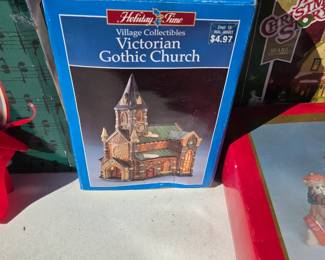 Holiday Time
Village Collectibles
Victorian
Gothic Church
$4.97